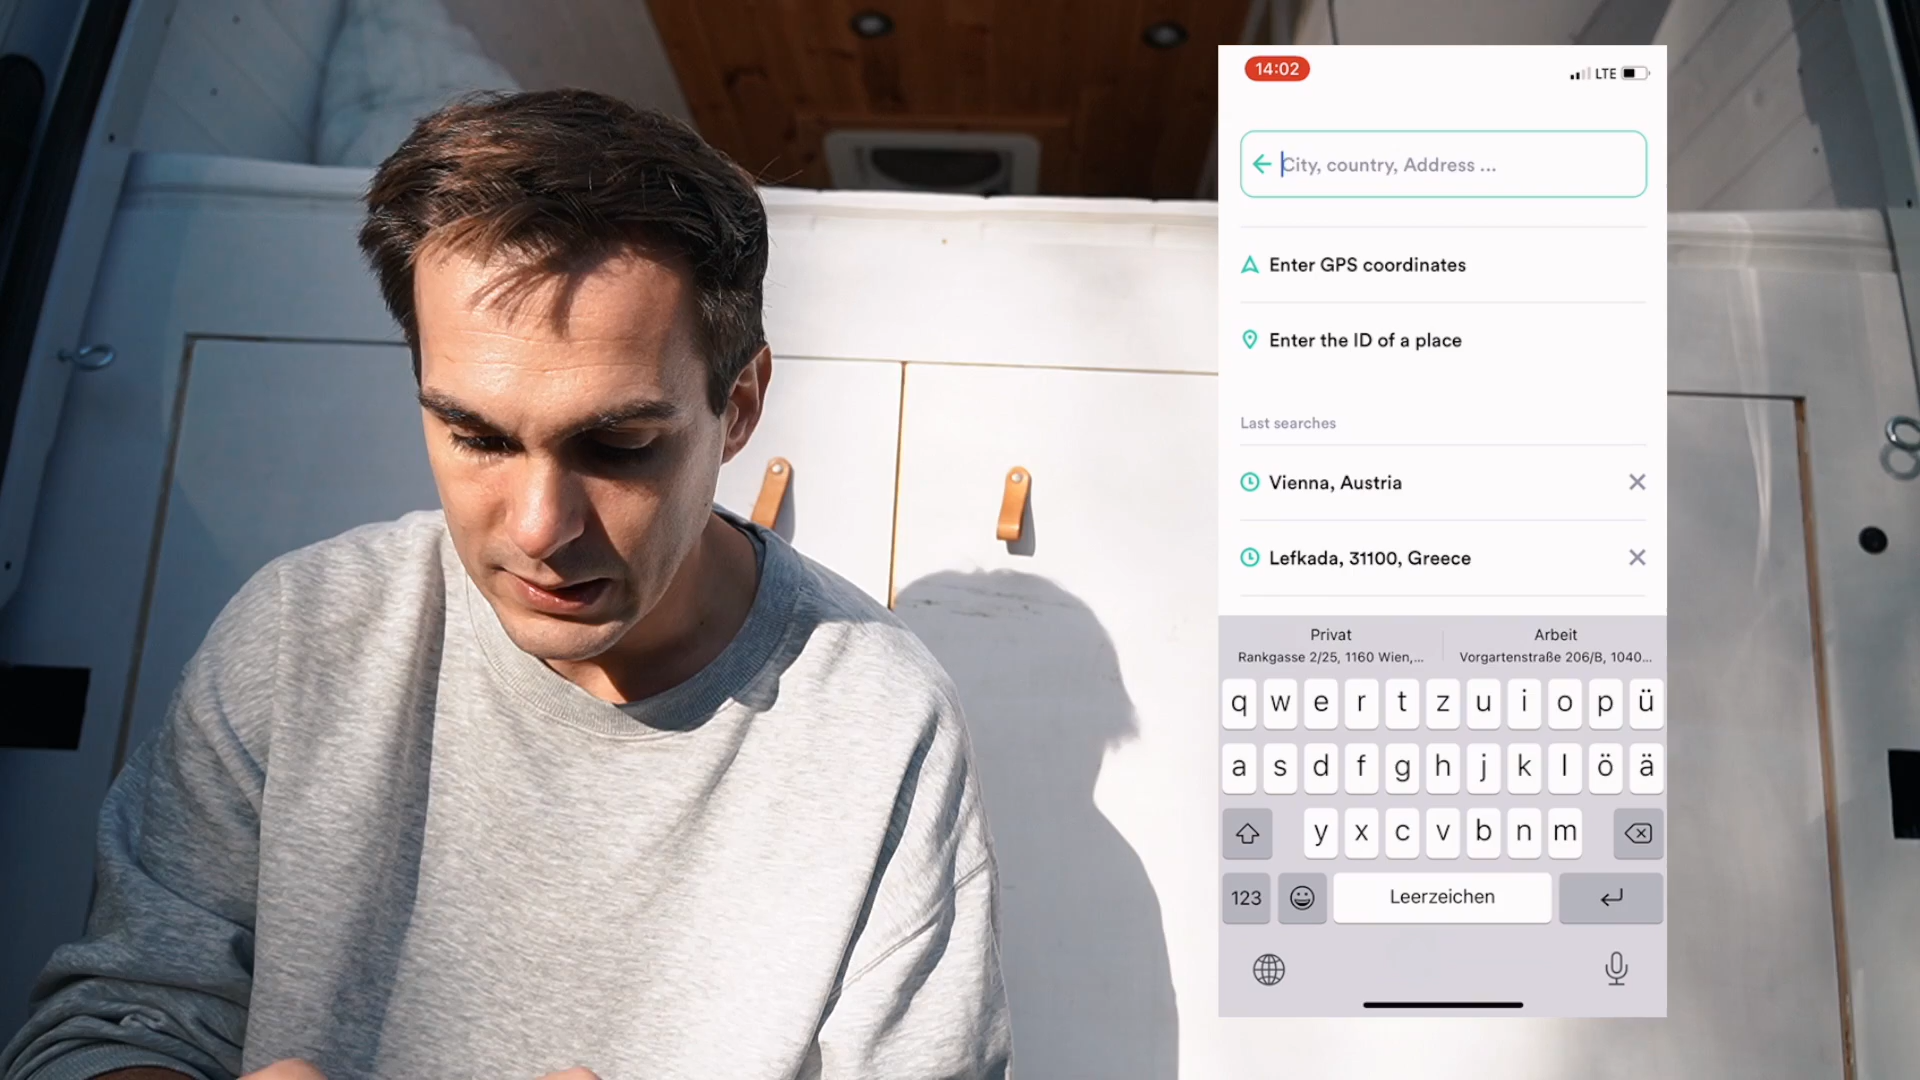 14:02
LTE
City, country, Address ...
Enter GPS coordinates
Enter the ID of a place
Last searches
Vienna, Austria
Lefkada, 31100, Greece
Privat
Arbeit
Rankgasse 2/25, 1160 Wien,...
Vorgartenstraße 206/B, 1040...
q w e r t z u i o p ü
a s d f g h j k l ö ä
y x c v b n m
123
Leerzeichen